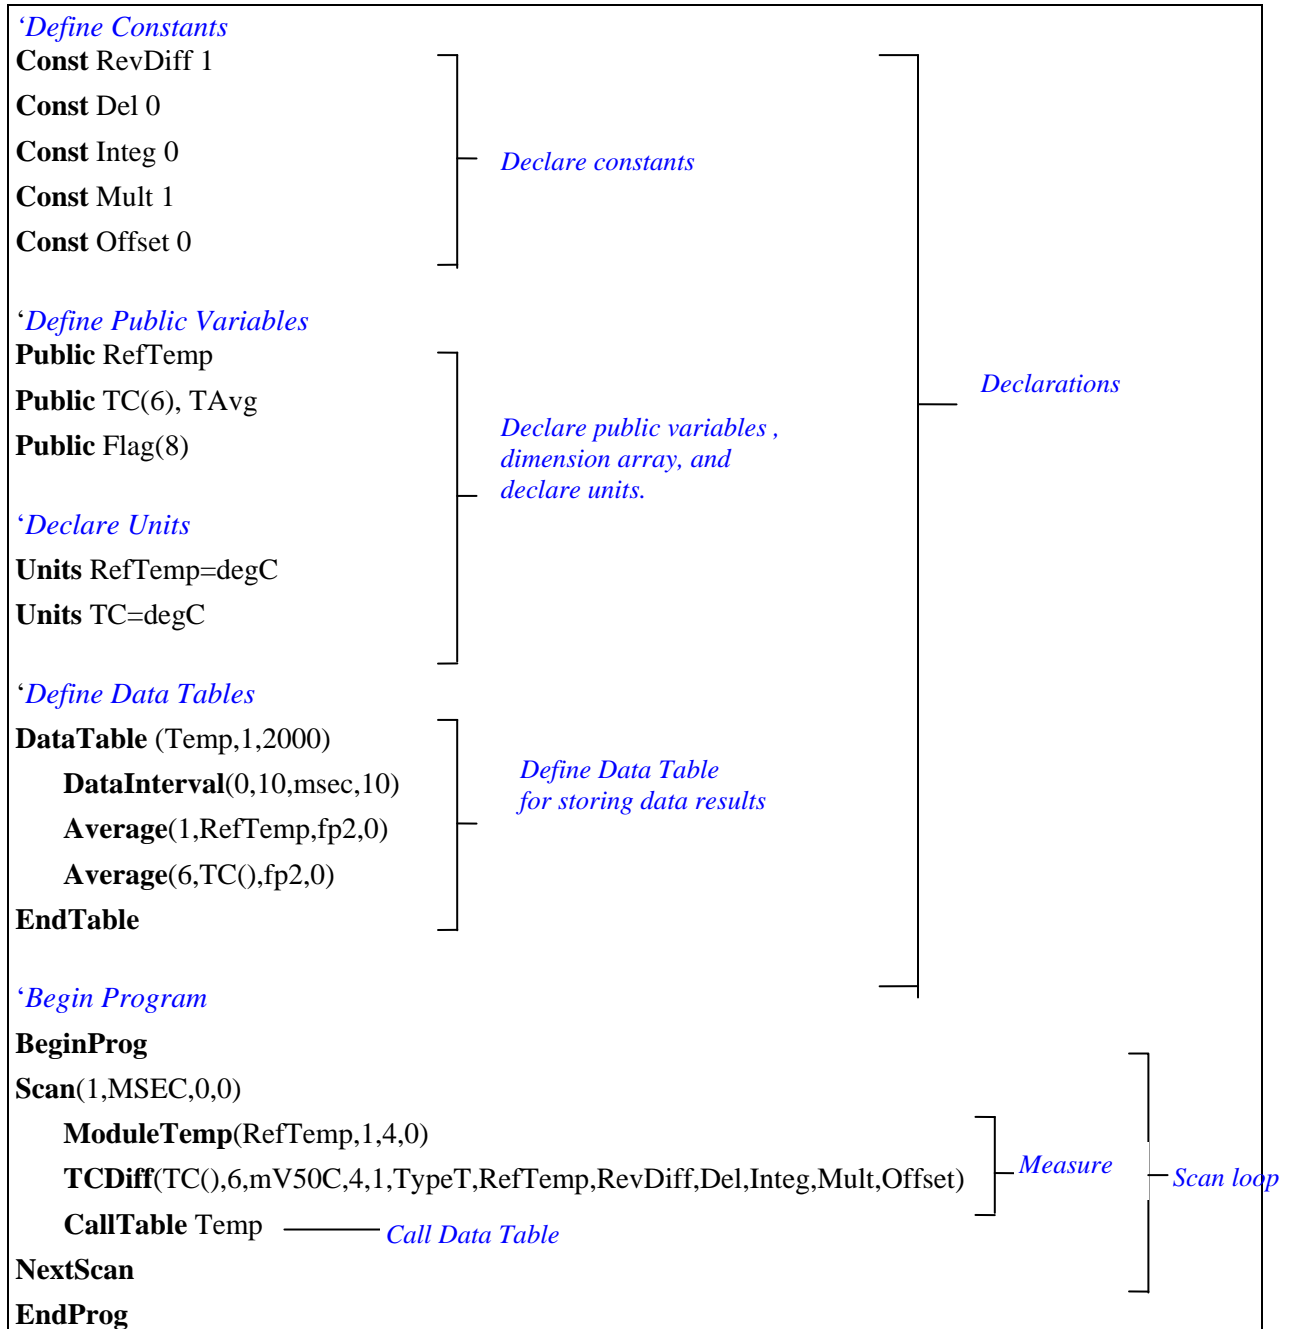 ‘Define Constants
Const RevDiff 1
Const Del 0
Const Integ 0
Declare constants
Const Mult 1
Const Offset 0
‘Define Public Variables
Public RefTemp
Public TC(6), TAvg
Public Flag(8)
Declare public variables ,
dimension array, and
declare units.
Declarations
‘Declare Units
Units RefTemp=degC
Units TC=degC
‘Define Data Tables
DataTable (Temp,1,2000)
DataInterval(0,10,msec,10)
Average(1,RefTemp,fp2,0)
Average(6,TC(),fp2,0)
EndTable
Define Data Table
for storing data results
‘Begin Program
BeginProg
Scan(1,MSEC,0,0)
ModuleTemp(RefTemp,1,4,0)
TCDiff(TC(),6,mV50C,4,1,TypeT,RefTemp,RevDiff,Del,Integ,Mult,Offset)
Measure
Scan loop
CallTable Temp
Call Data Table
NextScan
EndProg